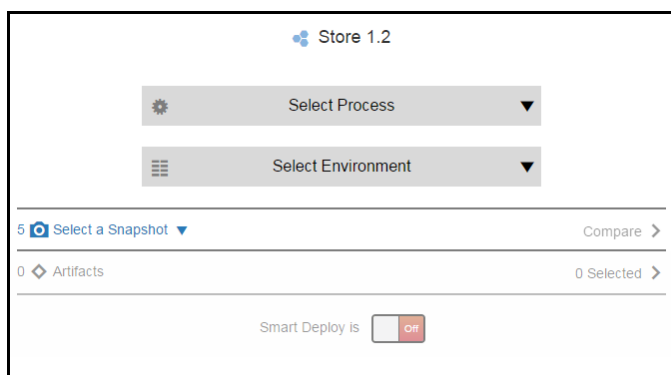 Store 1.2
Select Process
Select Environment
5 Select a Snapshot Compare
0 Artifacts 0 Selected
Smart Deploy is Off